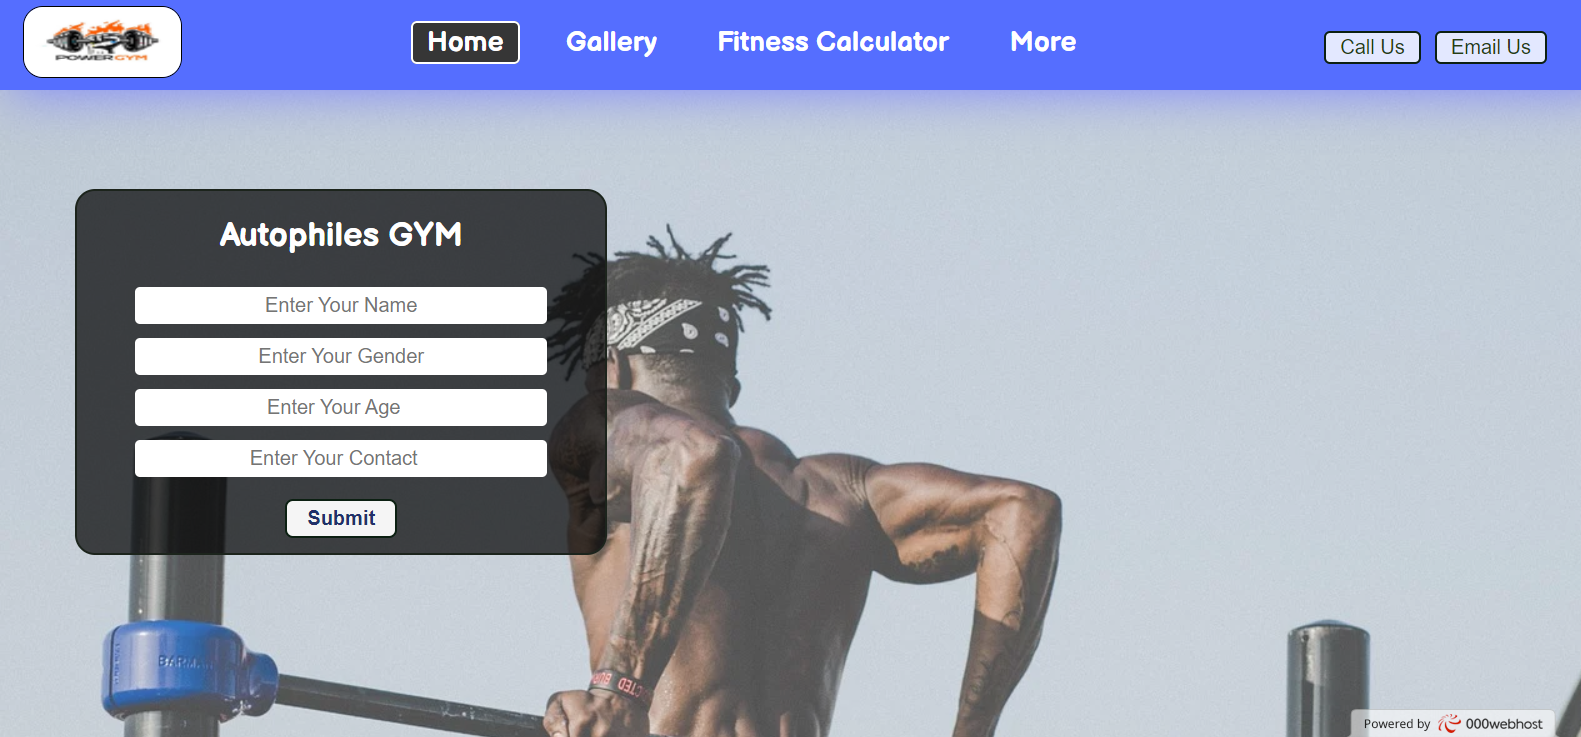 POWERGYM
Home
Gallery
Fitness Calculator
More
Call Us
Email Us
Autophiles GYM
Enter Your Name
Enter Your Gender
Enter Your Age
Enter Your Contact
Submit
Powered by 000webhost